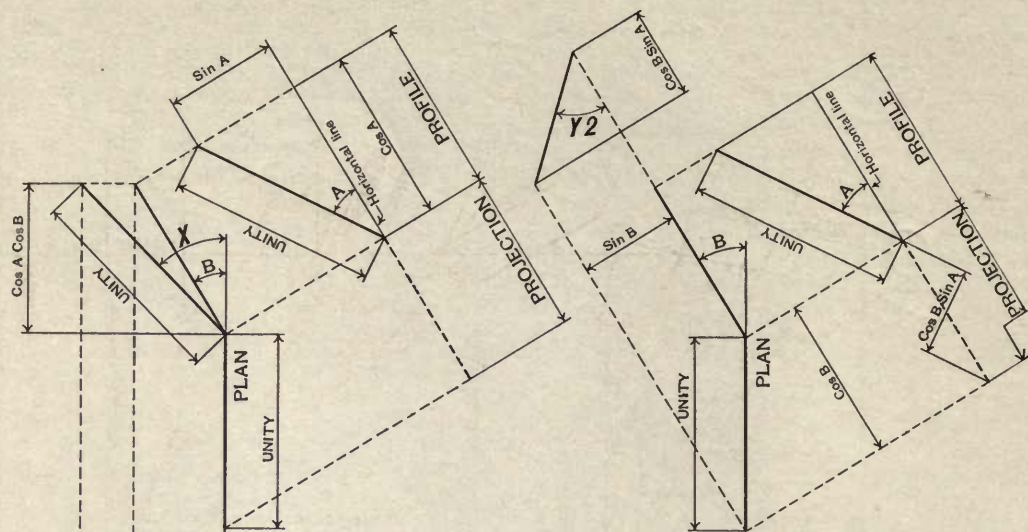 Sin A
PROFILE
Cos A
Horizontal line
A
UNITY
PROJECTION
Cos A Cos B
X
B
UNITY
PLAN
UNITY
Cos B Sin A
Y2
PROFILE
Horizontal line
A
UNITY
Sin B
B
PROJECTION
Cos B Sin A
PLAN
Cos B
UNITY